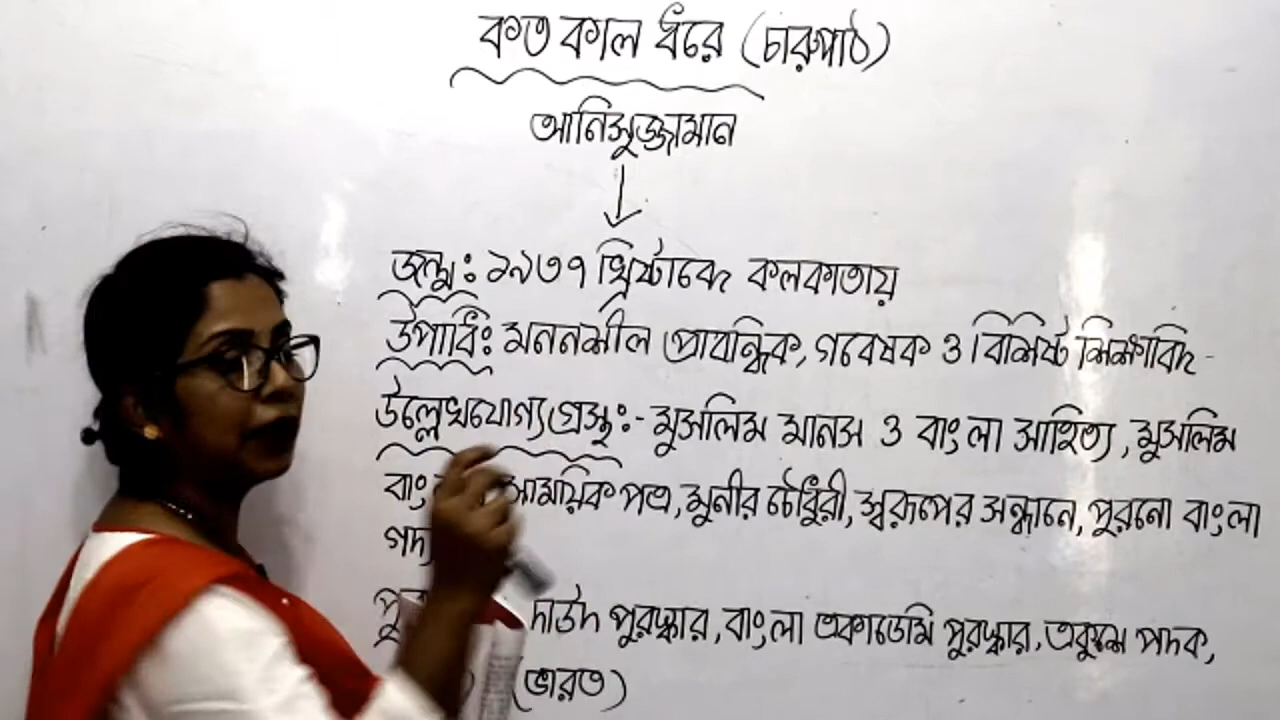 কত কাল ধরে (চারুপাঠ)
আনিসুজ্জামান
জন্ম: ১৯৩৭ খ্রিষ্টাব্দে কলকাতায়
উপাধি: মননশীল প্রাবন্ধিক, গবেষক ও বিশিষ্ট শিক্ষাবিদ -
উল্লেখযোগ্য গ্রন্থ:- মুসলিম মানস ও বাংলা সাহিত্য, মুসলিম
সাময়িক পত্র, মুনীর চৌধুরী, স্বরূপের সন্ধানে, পুরনো বাংলা
দাউদ পুরস্কার, বাংলা একাডেমি পুরস্কার, একুশে পদক,
(ভারত)